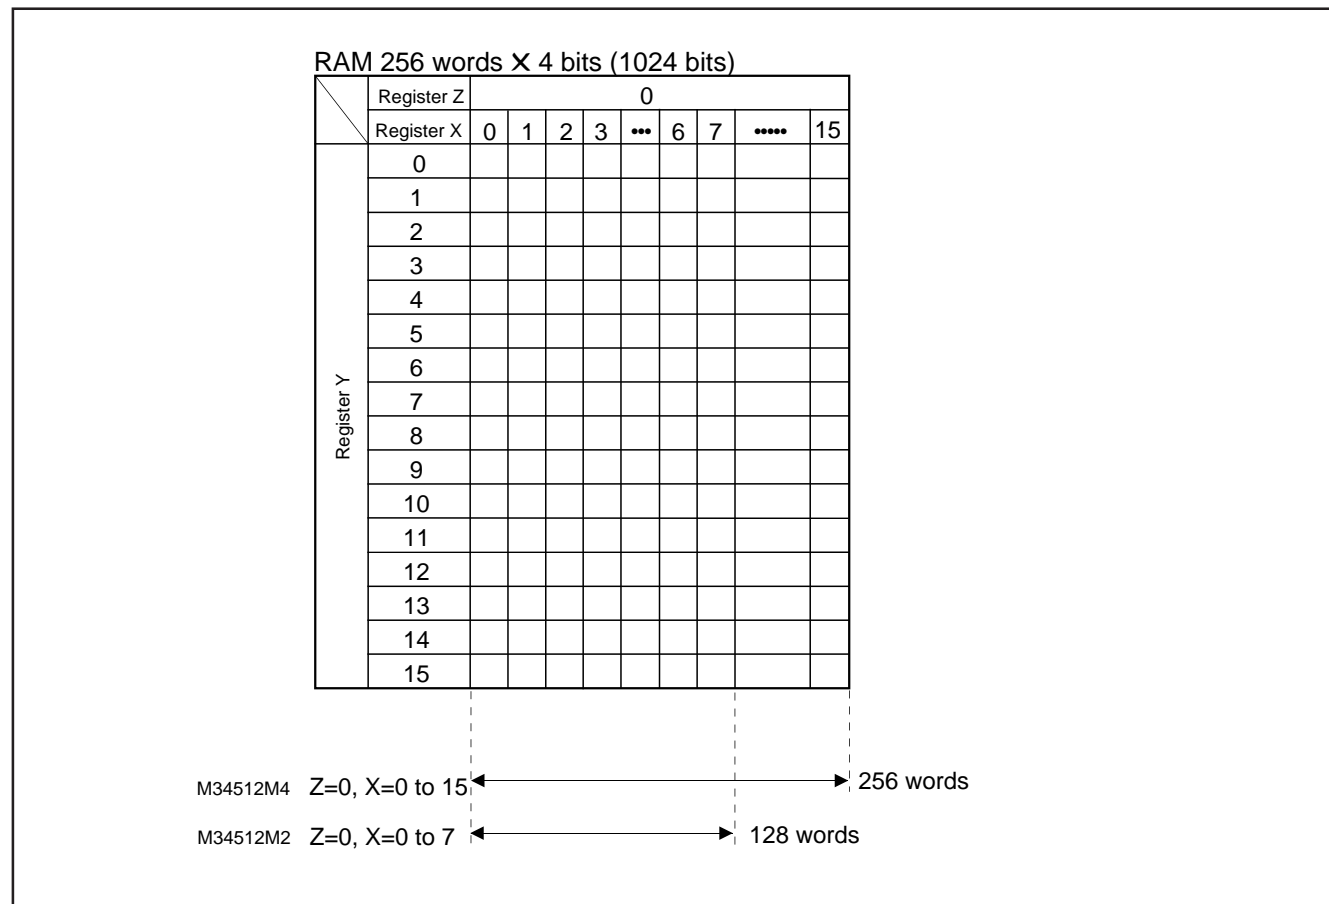 RAM 256 words X 4 bits (1024 bits)
Register Z 0
Register X 0 1 2 3 ••• 6 7 ••••• 15
Register Y
0
1
2
3
4
5
6
7
8
9
10
11
12
13
14
15
M34512M4 Z=0, X=0 to 15 256 words
M34512M2 Z=0, X=0 to 7 128 words